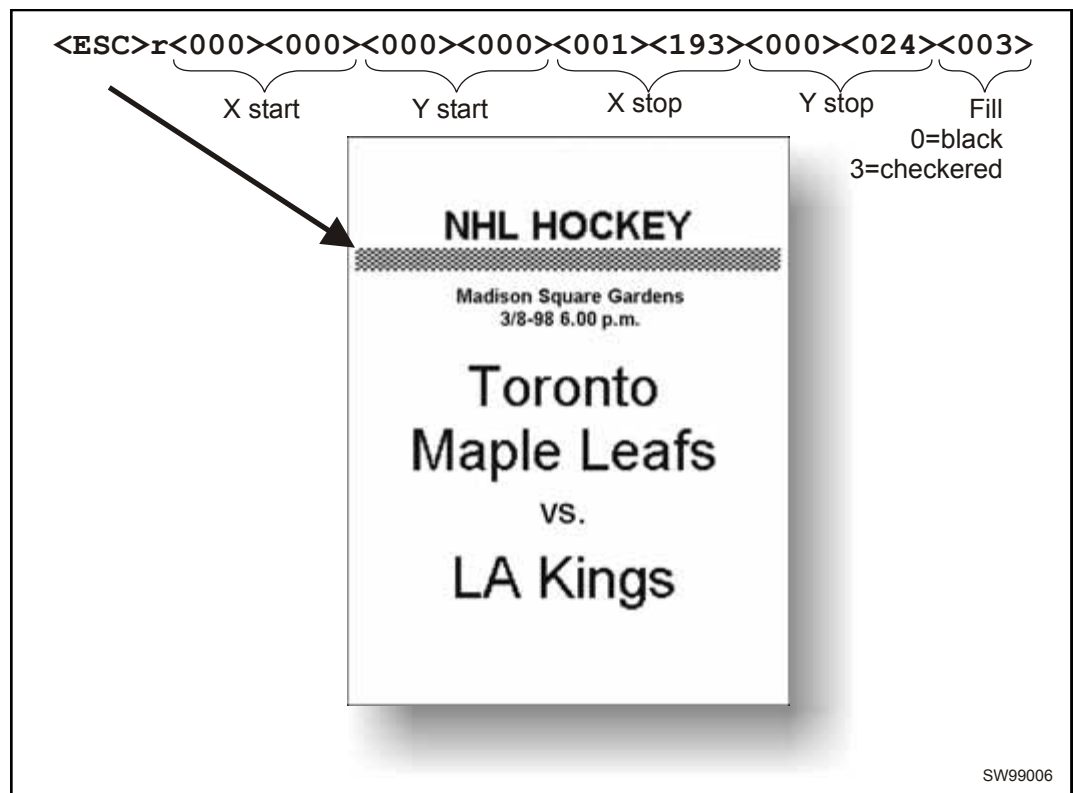 <ESC>r<000><000><000><000><001><193><000><024><003>
X start Y start X stop Y stop Fill
0=black
3=checkered
NHL HOCKEY
Madison Square Gardens
3/8-98 6.00 p.m.
Toronto
Maple Leafs
vs.
LA Kings
SW99006